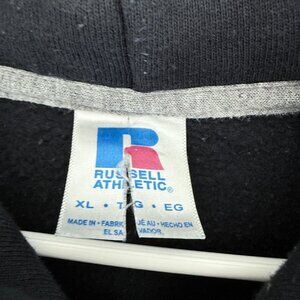 R
RUSSELL
ATHLETIC®
XL • TG • EG
MADE IN • FABRIQUÉ AU • HECHO EN
EL SALVADOR.